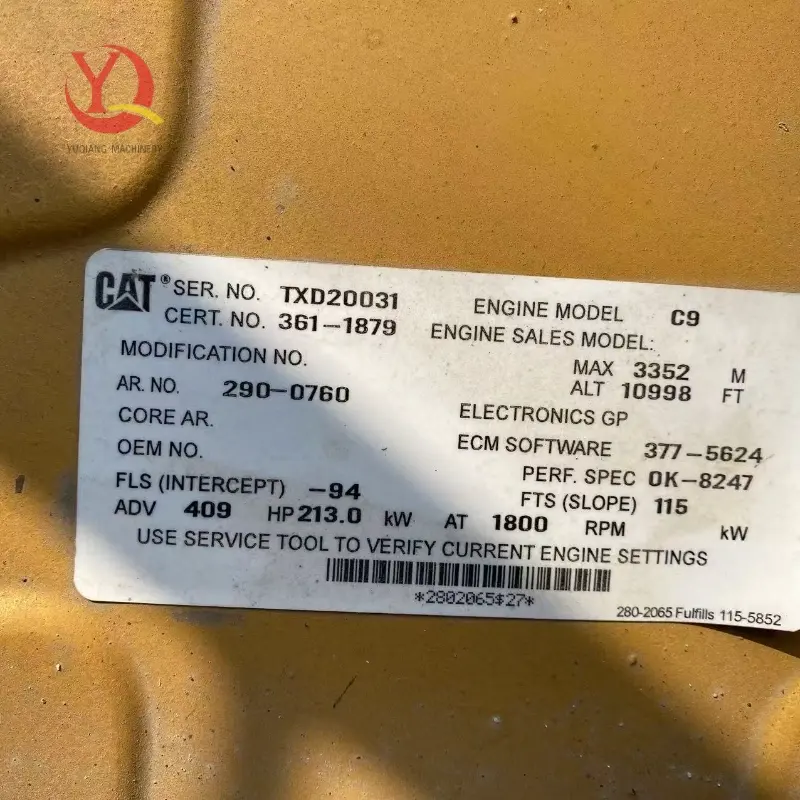 YUQIANG MACHINERY
CAT® SER. NO. TXD20031 ENGINE MODEL C9
CERT. NO. 361-1879 ENGINE SALES MODEL:
MODIFICATION NO. MAX 3352 M
AR. NO. 290-0760 ALT 10998 FT
CORE AR. ELECTRONICS GP
OEM NO. ECM SOFTWARE 377-5624
FLS (INTERCEPT) -94 PERF. SPEC 0K-8247
FTS (SLOPE) 115
ADV 409 HP 213.0 kW AT 1800 RPM kW
USE SERVICE TOOL TO VERIFY CURRENT ENGINE SETTINGS
*2802065$27*
280-2065 Fulfills 115-5852